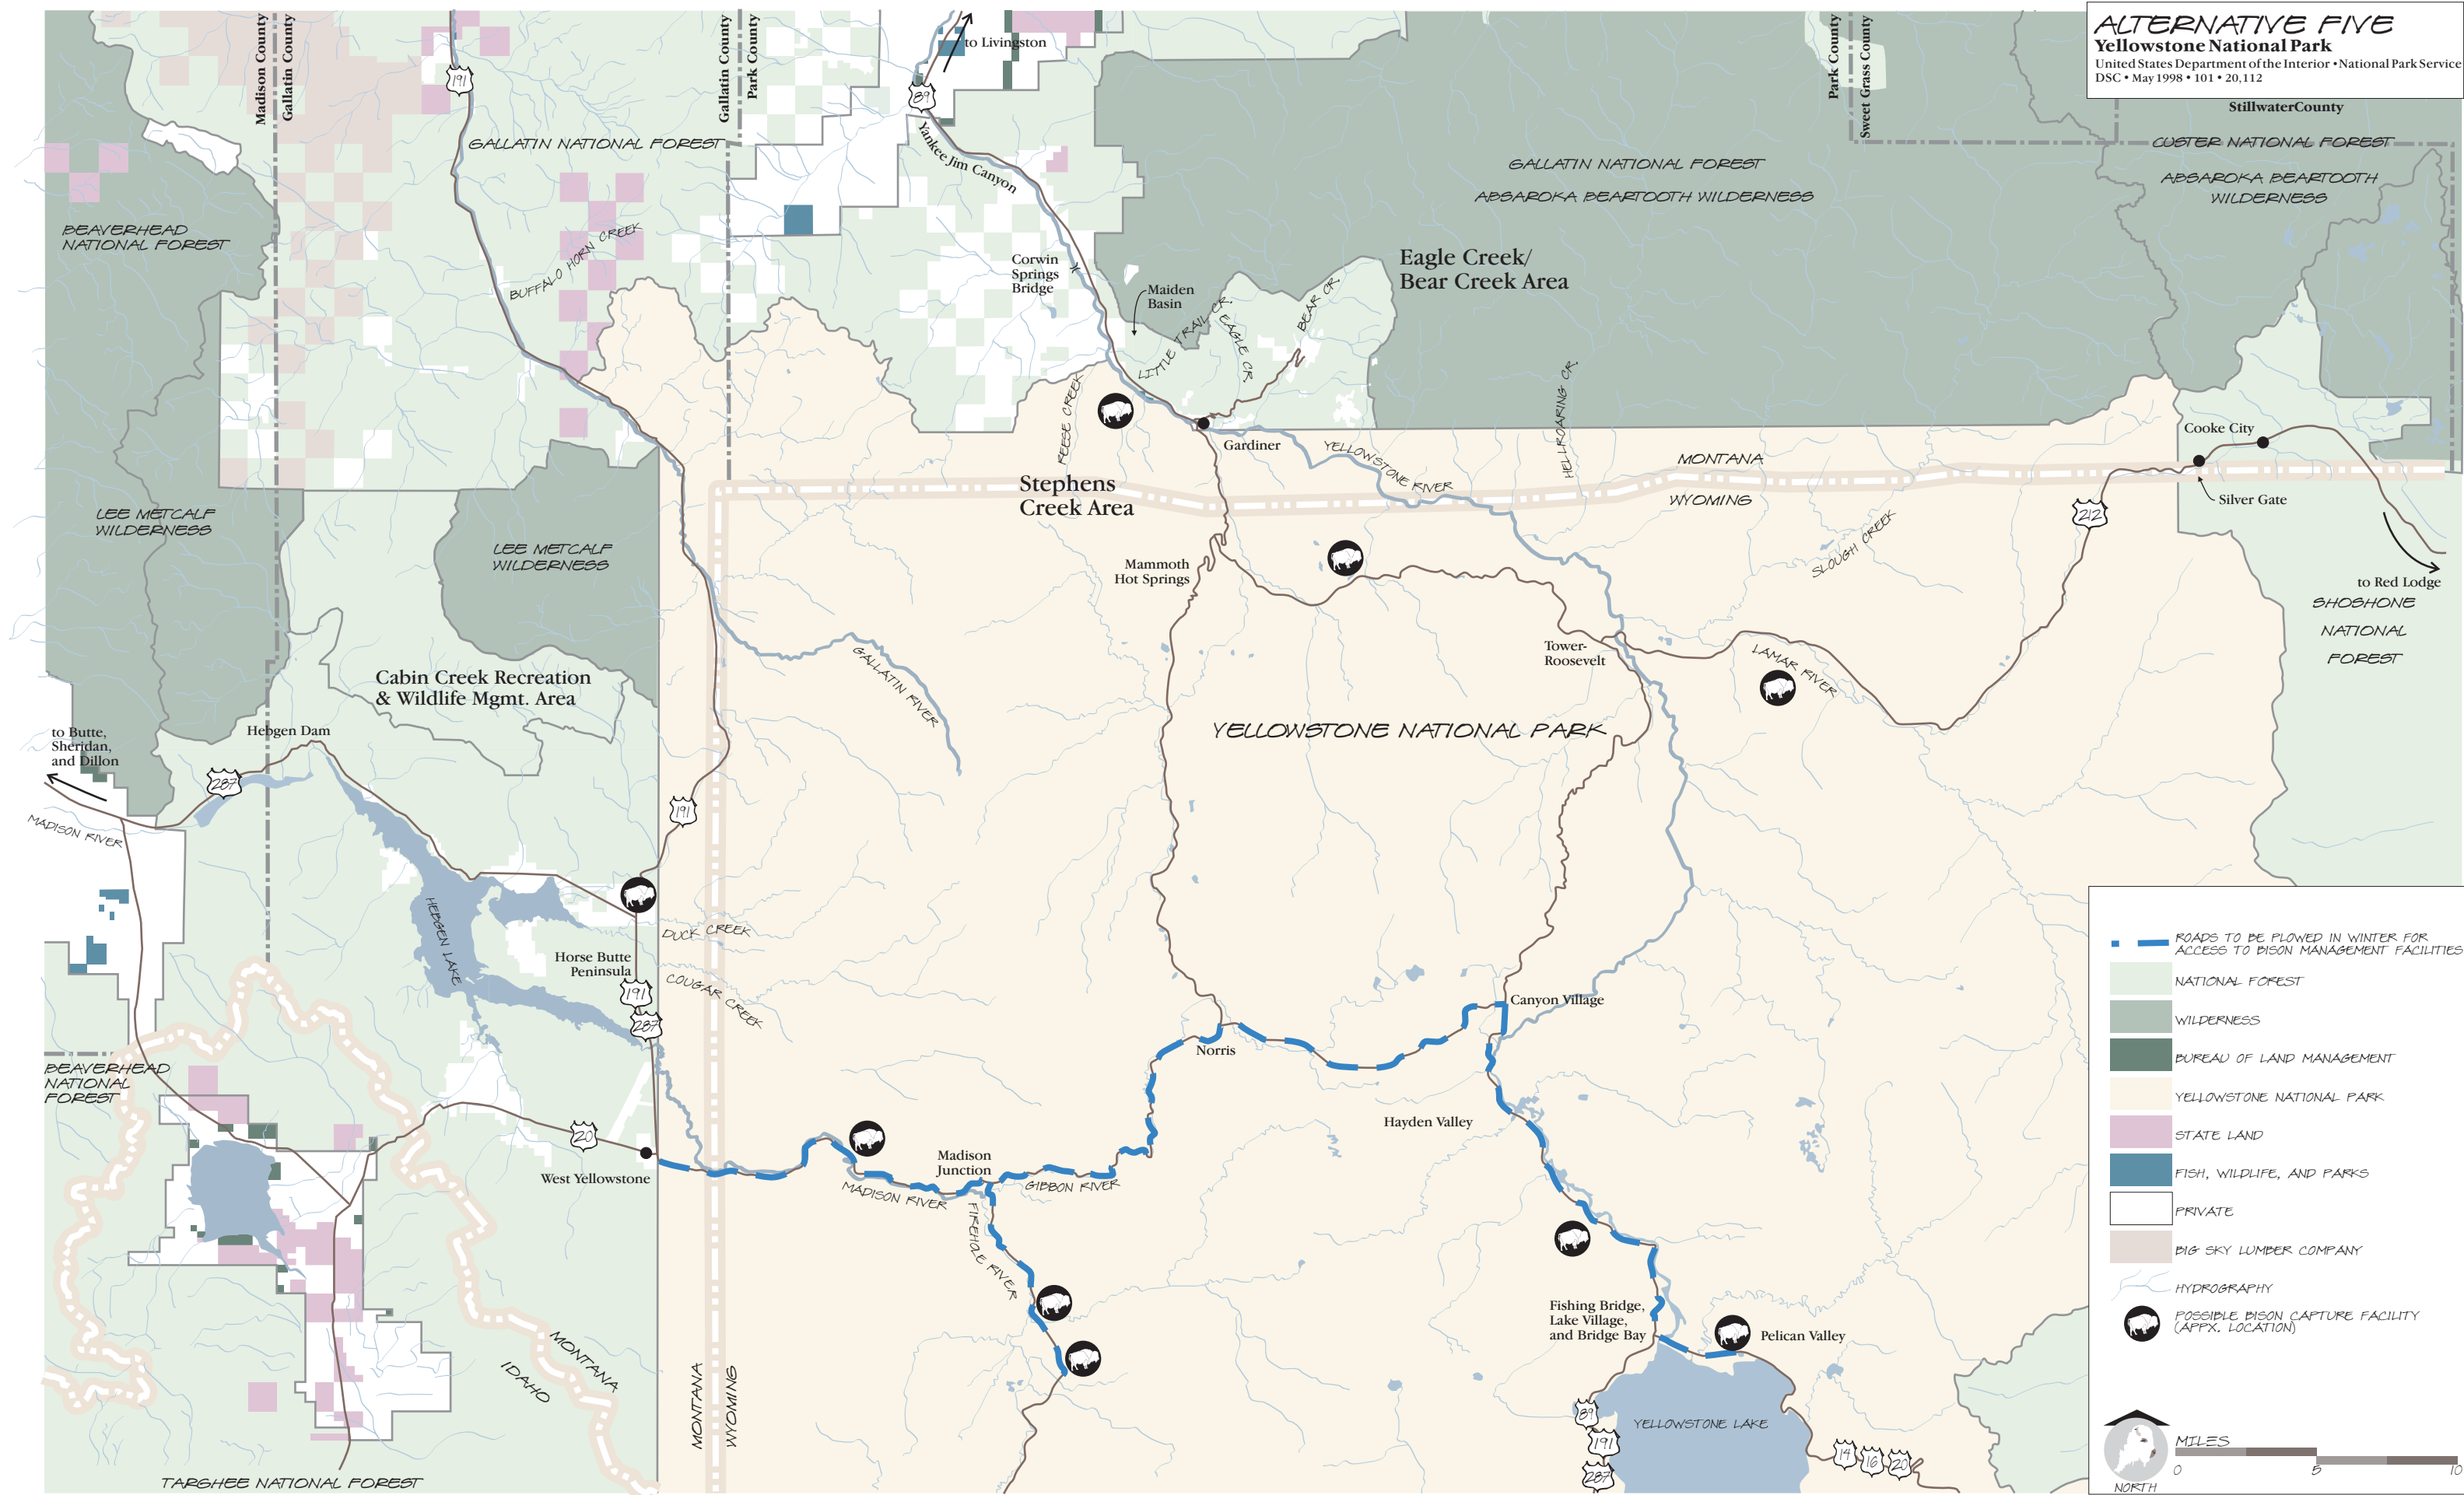 ALTERNATIVE FIVE
Yellowstone National Park
United States Department of the Interior • National Park Service
DSC • May 1998 • 101 • 20,112
StillwaterCounty
CUSTER NATIONAL FOREST
ABSAROKA BEARTOOTH
WILDERNESS
Park County
Sweet Grass County
Madison County
Gallatin County
Gallatin County
Park County
191
to Livingston
89
Yankee Jim Canyon
GALLATIN NATIONAL FOREST
GALLATIN NATIONAL FOREST
ABSAROKA BEARTOOTH WILDERNESS
BEAVERHEAD
NATIONAL FOREST
BUFFALO HORN CREEK
Corwin
Springs
Bridge
Maiden
Basin
Eagle Creek/
Bear Creek Area
LITTLE TRAIL CR.
EAGLE CR.
BEAR CR.
REESE CREEK
HELLROARING CR.
Gardiner
YELLOWSTONE RIVER
MONTANA
WYOMING
Cooke City
Silver Gate
212
to Red Lodge
SHOSHONE
NATIONAL
FOREST
Stephens
Creek Area
LEE METCALF
WILDERNESS
LEE METCALF
WILDERNESS
Mammoth
Hot Springs
SLOUGH CREEK
Tower-
Roosevelt
LAMAR RIVER
GALLATIN RIVER
Cabin Creek Recreation
& Wildlife Mgmt. Area
YELLOWSTONE NATIONAL PARK
to Butte,
Sheridan,
and Dillon
Hebgen Dam
287
MADISON RIVER
191
HEBGEN LAKE
DUCK CREEK
Horse Butte
Peninsula
COUGAR CREEK
191
287
BEAVERHEAD
NATIONAL
FOREST
20
West Yellowstone
Norris
Canyon Village
Hayden Valley
Madison
Junction
MADISON RIVER
GIBBON RIVER
FIREHOLE RIVER
Fishing Bridge,
Lake Village,
and Bridge Bay
Pelican Valley
YELLOWSTONE LAKE
89
191
287
14
16
20
MONTANA
IDAHO
MONTANA
WYOMING
TARGHEE NATIONAL FOREST
ROADS TO BE PLOWED IN WINTER FOR
ACCESS TO BISON MANAGEMENT FACILITIES
NATIONAL FOREST
WILDERNESS
BUREAU OF LAND MANAGEMENT
YELLOWSTONE NATIONAL PARK
STATE LAND
FISH, WILDLIFE, AND PARKS
PRIVATE
BIG SKY LUMBER COMPANY
HYDROGRAPHY
POSSIBLE BISON CAPTURE FACILITY
(APPX. LOCATION)
MILES
0 5 10
NORTH